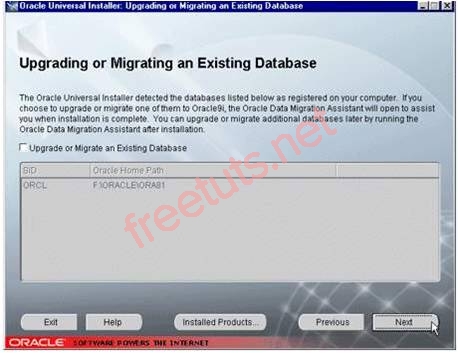 Oracle Universal Installer: Upgrading or Migrating an Existing Database
Upgrading or Migrating an Existing Database
The Oracle Universal Installer detected the databases listed below as registered on your computer. If you
choose to upgrade or migrate one of them to Oracle9i, the Oracle Data Migration Assistant will open to assist
you when installation is complete. You can upgrade or migrate additional databases later by running the
Oracle Data Migration Assistant after installation.
Upgrade or Migrate an Existing Database
SID Oracle Home Path
ORCL F:\ORACLE\ORA81
freetuts.net
Exit Help Installed Products... Previous Next
ORACLE SOFTWARE POWERS THE INTERNET